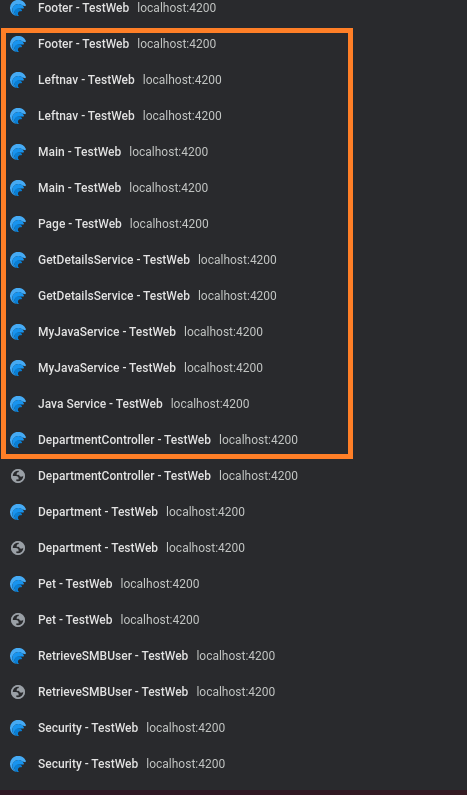 Footer - TestWeb localhost:4200
Footer - TestWeb localhost:4200
Leftnav - TestWeb localhost:4200
Leftnav - TestWeb localhost:4200
Main - TestWeb localhost:4200
Main - TestWeb localhost:4200
Page - TestWeb localhost:4200
GetDetailsService - TestWeb localhost:4200
GetDetailsService - TestWeb localhost:4200
MyJavaService - TestWeb localhost:4200
MyJavaService - TestWeb localhost:4200
Java Service - TestWeb localhost:4200
DepartmentController - TestWeb localhost:4200
DepartmentController - TestWeb localhost:4200
Department - TestWeb localhost:4200
Department - TestWeb localhost:4200
Pet - TestWeb localhost:4200
Pet - TestWeb localhost:4200
RetrieveSMBUser - TestWeb localhost:4200
RetrieveSMBUser - TestWeb localhost:4200
Security - TestWeb localhost:4200
Security - TestWeb localhost:4200